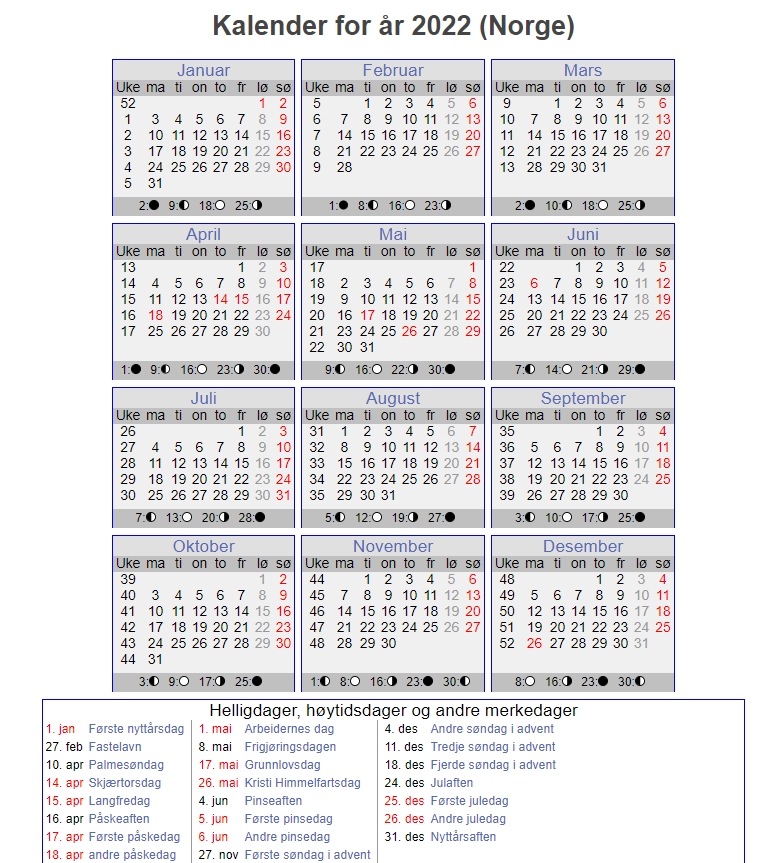 Kalender for år 2022 (Norge)
Januar
Uke ma ti on to fr lø sø
52 1 2
1 3 4 5 6 7 8 9
2 10 11 12 13 14 15 16
3 17 18 19 20 21 22 23
4 24 25 26 27 28 29 30
5 31
2: 9: 18: 25:
Februar
Uke ma ti on to fr lø sø
5 1 2 3 4 5 6
6 7 8 9 10 11 12 13
7 14 15 16 17 18 19 20
8 21 22 23 24 25 26 27
9 28
1: 8: 16: 23:
Mars
Uke ma ti on to fr lø sø
9 1 2 3 4 5 6
10 7 8 9 10 11 12 13
11 14 15 16 17 18 19 20
12 21 22 23 24 25 26 27
13 28 29 30 31
2: 10: 18: 25:
April
Uke ma ti on to fr lø sø
13 1 2 3
14 4 5 6 7 8 9 10
15 11 12 13 14 15 16 17
16 18 19 20 21 22 23 24
17 25 26 27 28 29 30
1: 9: 16: 23: 30:
Mai
Uke ma ti on to fr lø sø
17 1
18 2 3 4 5 6 7 8
19 9 10 11 12 13 14 15
20 16 17 18 19 20 21 22
21 23 24 25 26 27 28 29
22 30 31
9: 16: 22: 30:
Juni
Uke ma ti on to fr lø sø
22 1 2 3 4 5
23 6 7 8 9 10 11 12
24 13 14 15 16 17 18 19
25 20 21 22 23 24 25 26
26 27 28 29 30
7: 14: 21: 29:
Juli
Uke ma ti on to fr lø sø
26 1 2 3
27 4 5 6 7 8 9 10
28 11 12 13 14 15 16 17
29 18 19 20 21 22 23 24
30 25 26 27 28 29 30 31
7: 13: 20: 28:
August
Uke ma ti on to fr lø sø
31 1 2 3 4 5 6 7
32 8 9 10 11 12 13 14
33 15 16 17 18 19 20 21
34 22 23 24 25 26 27 28
35 29 30 31
5: 12: 19: 27:
September
Uke ma ti on to fr lø sø
35 1 2 3 4
36 5 6 7 8 9 10 11
37 12 13 14 15 16 17 18
38 19 20 21 22 23 24 25
39 26 27 28 29 30
3: 10: 17: 25:
Oktober
Uke ma ti on to fr lø sø
39 1 2
40 3 4 5 6 7 8 9
41 10 11 12 13 14 15 16
42 17 18 19 20 21 22 23
43 24 25 26 27 28 29 30
44 31
3: 9: 17: 25:
November
Uke ma ti on to fr lø sø
44 1 2 3 4 5 6
45 7 8 9 10 11 12 13
46 14 15 16 17 18 19 20
47 21 22 23 24 25 26 27
48 28 29 30
1: 8: 16: 23: 30:
Desember
Uke ma ti on to fr lø sø
48 1 2 3 4
49 5 6 7 8 9 10 11
50 12 13 14 15 16 17 18
51 19 20 21 22 23 24 25
52 26 27 28 29 30 31
8: 16: 23: 30:
Helligdager, høytidsdager og andre merkedager
1. jan Første nyttårsdag
27. feb Fastelavn
10. apr Palmesøndag
14. apr Skjærtorsdag
15. apr Langfredag
16. apr Påskeaften
17. apr Første påskedag
18. apr andre påskedag
1. mai Arbeidernes dag
8. mai Frigjøringsdagen
17. mai Grunnlovsdag
26. mai Kristi Himmelfartsdag
4. jun Pinseaften
5. jun Første pinsedag
6. jun Andre pinsedag
27. nov Første søndag i advent
4. des Andre søndag i advent
11. des Tredje søndag i advent
18. des Fjerde søndag i advent
24. des Julaften
25. des Første juledag
26. des Andre juledag
31. des Nyttårsaften